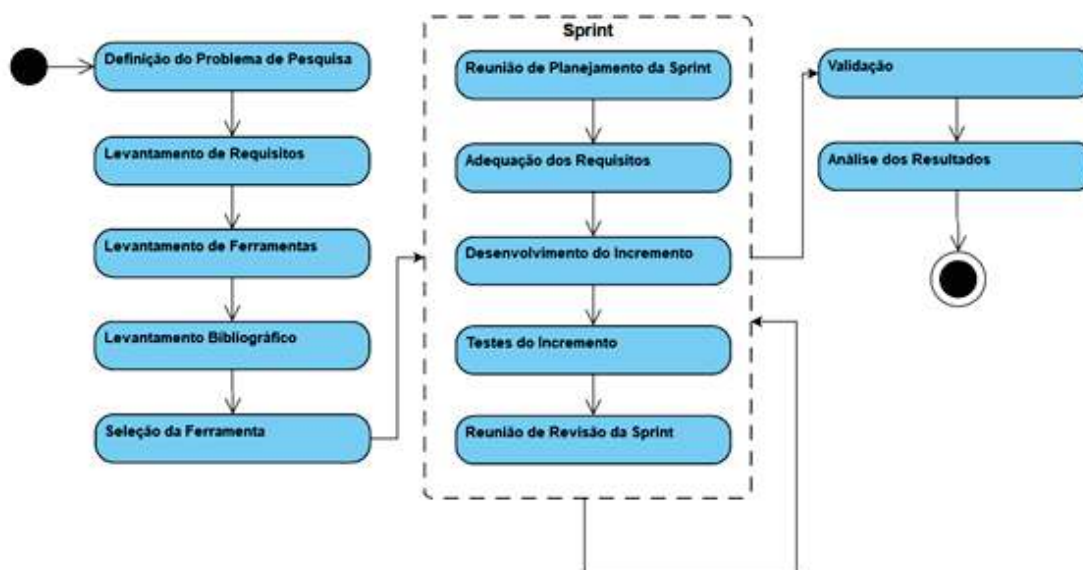 Definição do Problema de Pesquisa
Levantamento de Requisitos
Levantamento de Ferramentas
Levantamento Bibliográfico
Seleção da Ferramenta
Sprint
Reunião de Planejamento da Sprint
Adequação dos Requisitos
Desenvolvimento do Incremento
Testes do Incremento
Reunião de Revisão da Sprint
Validação
Análise dos Resultados